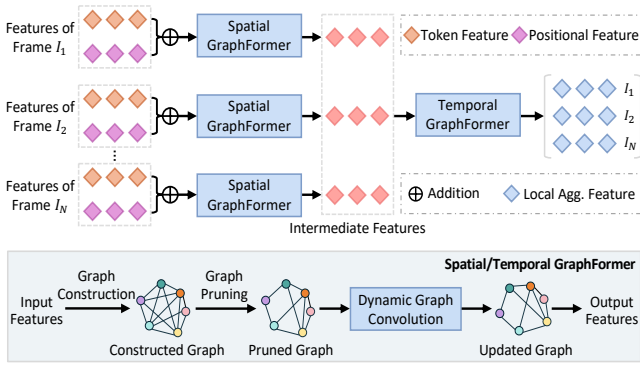 Features of
Frame I₁
Spatial
GraphFormer
Token Feature
Positional Feature
Features of
Frame I₂
Spatial
GraphFormer
Temporal
GraphFormer
I₁
I₂
I_N
Features of
Frame I_N
Spatial
GraphFormer
Intermediate Features
Addition
Local Agg. Feature
Spatial/Temporal GraphFormer
Input
Features
Graph
Construction
Constructed Graph
Graph
Pruning
Pruned Graph
Dynamic Graph
Convolution
Updated Graph
Output
Features